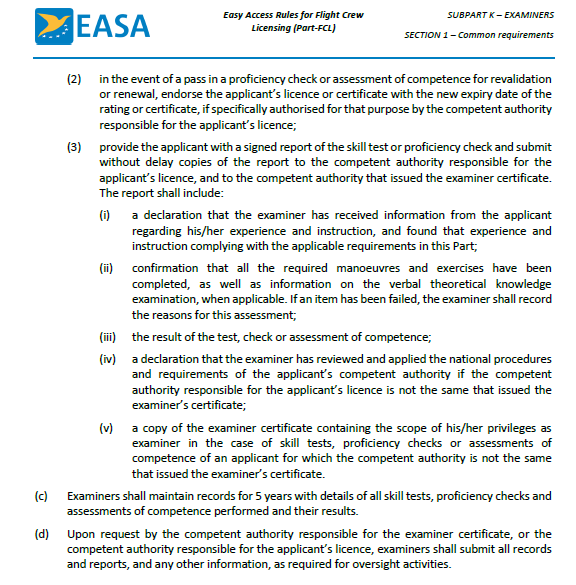 EASA
Easy Access Rules for Flight Crew
Licensing (Part-FCL)
SUBPART K – EXAMINERS
SECTION 1 – Common requirements
(2) in the event of a pass in a proficiency check or assessment of competence for revalidation
or renewal, endorse the applicant's licence or certificate with the new expiry date of the
rating or certificate, if specifically authorised for that purpose by the competent authority
responsible for the applicant's licence;
(3) provide the applicant with a signed report of the skill test or proficiency check and submit
without delay copies of the report to the competent authority responsible for the
applicant's licence, and to the competent authority that issued the examiner certificate.
The report shall include:
(i) a declaration that the examiner has received information from the applicant
regarding his/her experience and instruction, and found that experience and
instruction complying with the applicable requirements in this Part;
(ii) confirmation that all the required manoeuvres and exercises have been
completed, as well as information on the verbal theoretical knowledge
examination, when applicable. If an item has been failed, the examiner shall record
the reasons for this assessment;
(iii) the result of the test, check or assessment of competence;
(iv) a declaration that the examiner has reviewed and applied the national procedures
and requirements of the applicant's competent authority if the competent
authority responsible for the applicant's licence is not the same that issued the
examiner's certificate;
(v) a copy of the examiner certificate containing the scope of his/her privileges as
examiner in the case of skill tests, proficiency checks or assessments of
competence of an applicant for which the competent authority is not the same
that issued the examiner's certificate.
(c) Examiners shall maintain records for 5 years with details of all skill tests, proficiency checks and
assessments of competence performed and their results.
(d) Upon request by the competent authority responsible for the examiner certificate, or the
competent authority responsible for the applicant's licence, examiners shall submit all records
and reports, and any other information, as required for oversight activities.